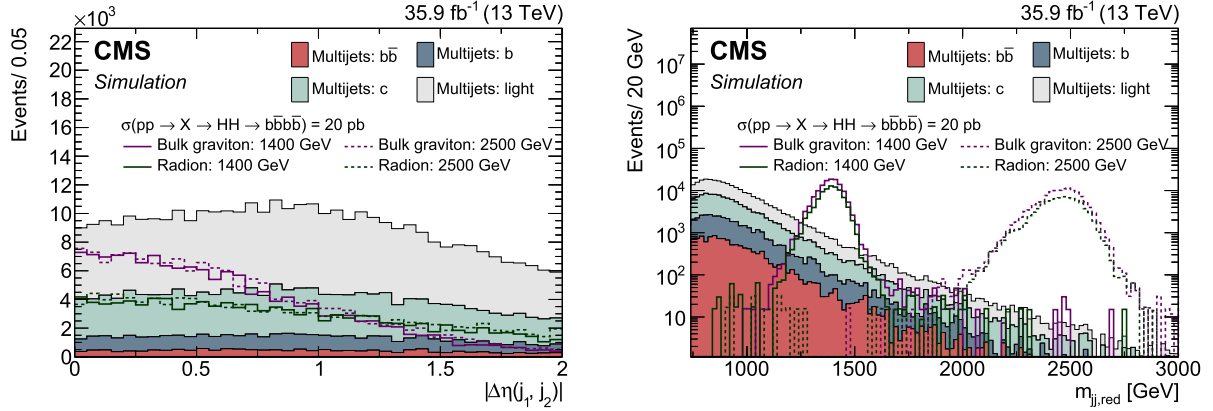 ×10³
35.9 fb⁻¹ (13 TeV)
Events/ 0.05
CMS
Simulation
Multijets: bb̅
Multijets: b
Multijets: c
Multijets: light
σ(pp → X → HH → bb̅bb̅) = 20 pb
Bulk graviton: 1400 GeV
Bulk graviton: 2500 GeV
Radion: 1400 GeV
Radion: 2500 GeV
22
20
18
16
14
12
10
8
6
4
2
0
0
0.5
1
1.5
2
|Δη(j₁, j₂)|
35.9 fb⁻¹ (13 TeV)
Events/ 20 GeV
CMS
Simulation
Multijets: bb̅
Multijets: b
Multijets: c
Multijets: light
σ(pp → X → HH → bb̅bb̅) = 20 pb
Bulk graviton: 1400 GeV
Bulk graviton: 2500 GeV
Radion: 1400 GeV
Radion: 2500 GeV
10⁷
10⁶
10⁵
10⁴
10³
10²
10
1000
1500
2000
2500
3000
m_jj,red [GeV]